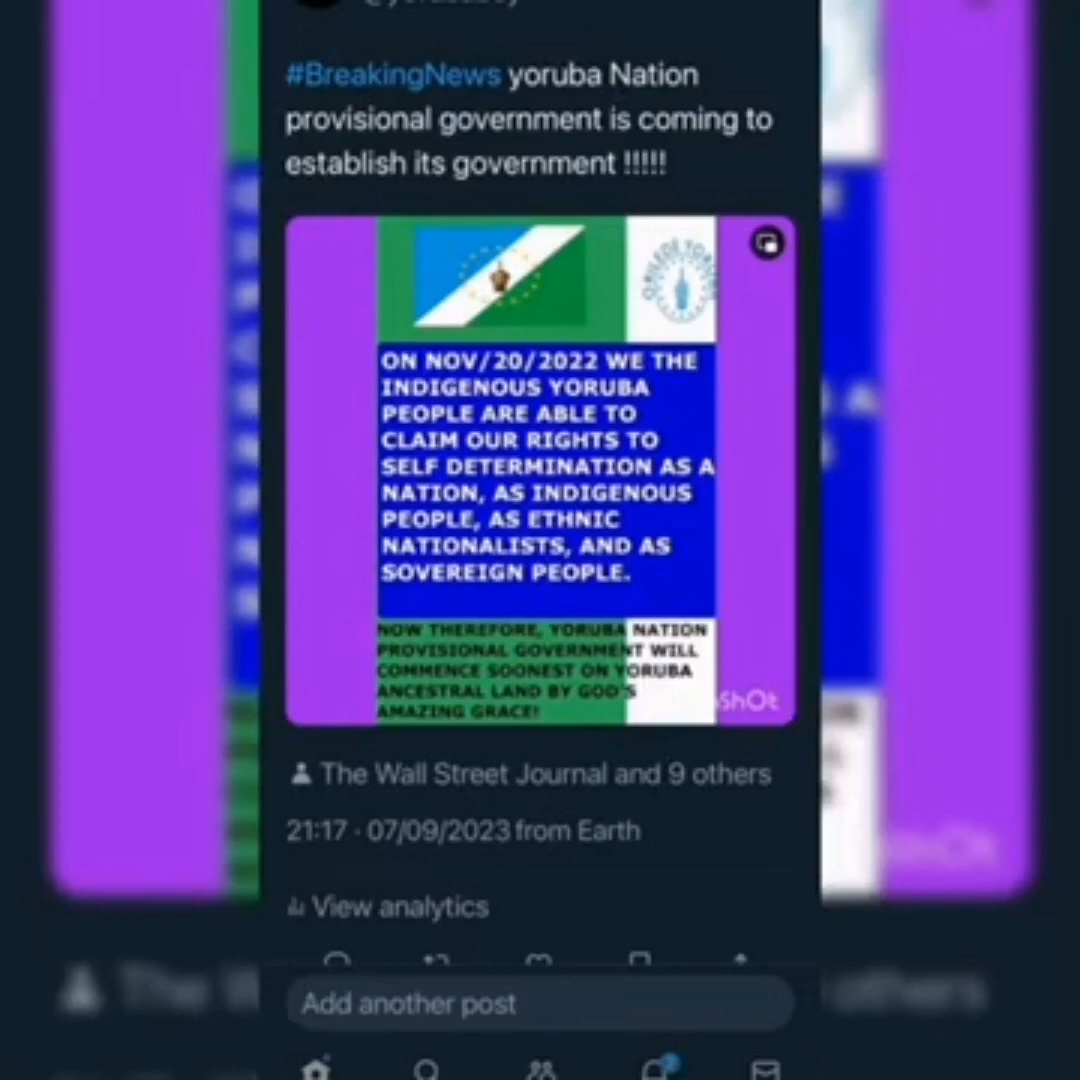 #BreakingNews yoruba Nation
provisional government is coming to
establish its government !!!!!
ON NOV/20/2022 WE THE
INDIGENOUS YORUBA
PEOPLE ARE ABLE TO
CLAIM OUR RIGHTS TO
SELF DETERMINATION AS A
NATION, AS INDIGENOUS
PEOPLE, AS ETHNIC
NATIONALISTS, AND AS
SOVEREIGN PEOPLE.
NOW THEREFORE, YORUBA NATION
PROVISIONAL GOVERNMENT WILL
COMMENCE SOONEST ON YORUBA
ANCESTRAL LAND BY GOD'S
AMAZING GRACE!
ShOt
The Wall Street Journal and 9 others
21:17 · 07/09/2023 from Earth
View analytics
Add another post